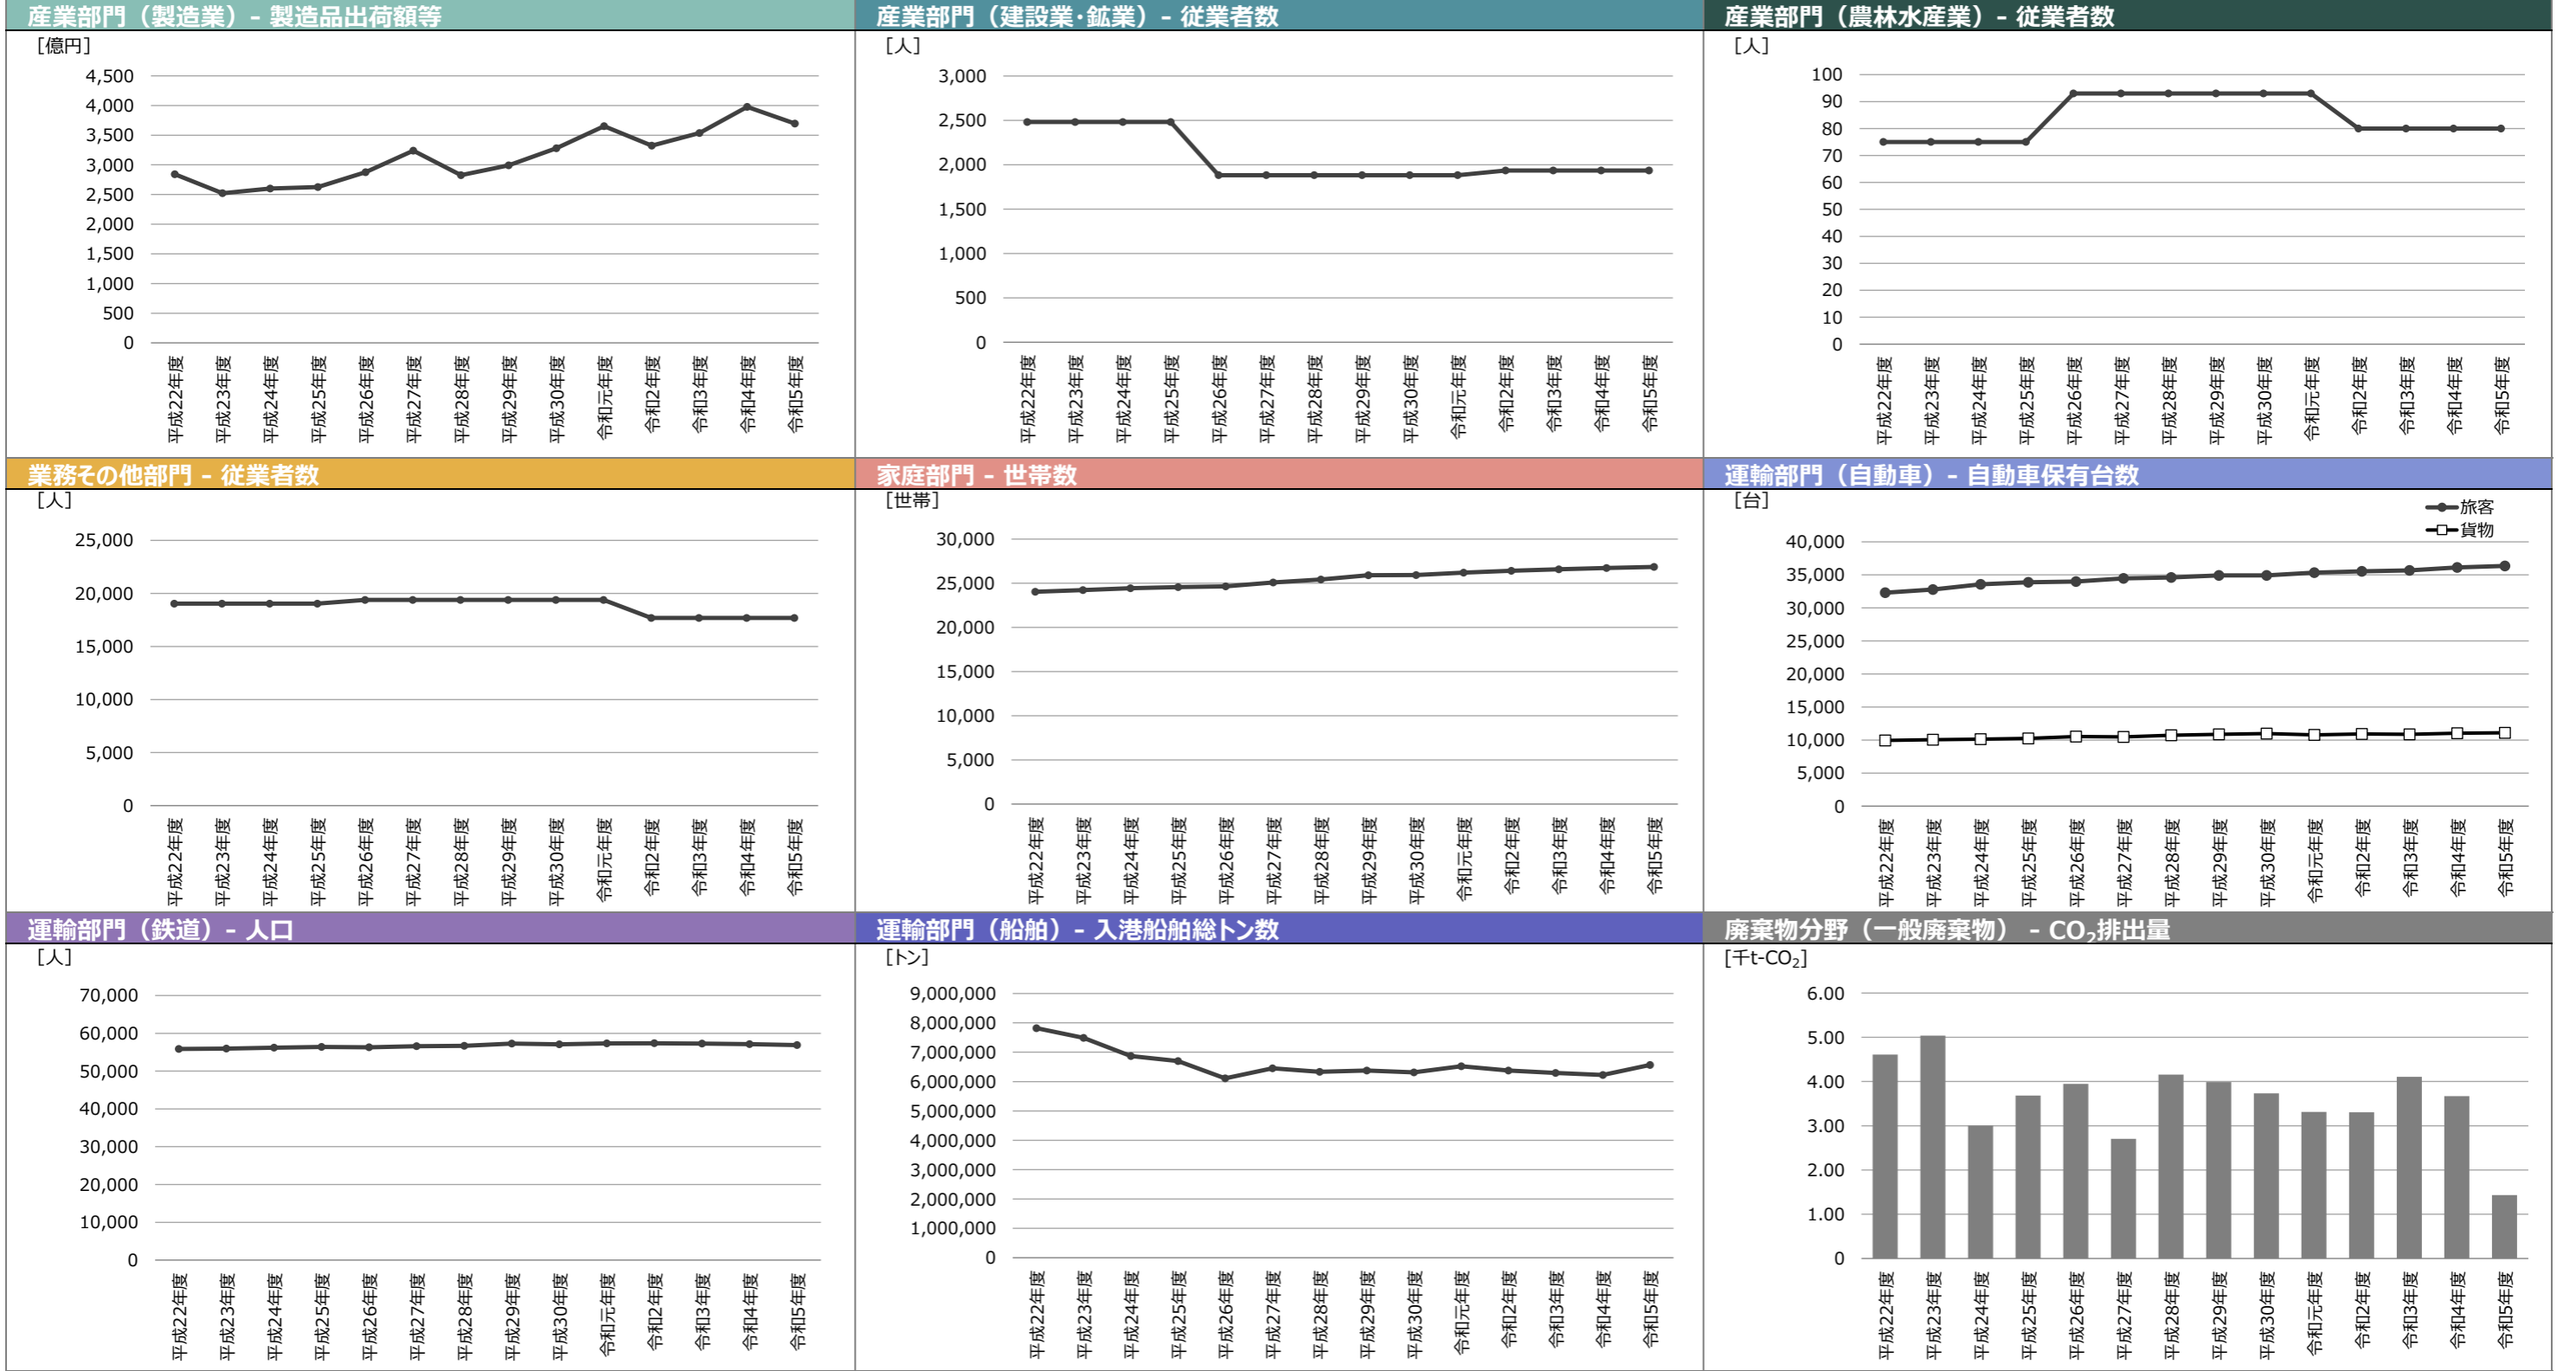 産業部門（製造業）- 製造品出荷額等
[億円]
4,500
4,000
3,500
3,000
2,500
2,000
1,500
1,000
500
0
平成22年度
平成23年度
平成24年度
平成25年度
平成26年度
平成27年度
平成28年度
平成29年度
平成30年度
令和元年度
令和2年度
令和3年度
令和4年度
令和5年度
産業部門（建設業･鉱業）- 従業者数
[人]
3,000
2,500
2,000
1,500
1,000
500
0
平成22年度
平成23年度
平成24年度
平成25年度
平成26年度
平成27年度
平成28年度
平成29年度
平成30年度
令和元年度
令和2年度
令和3年度
令和4年度
令和5年度
産業部門（農林水産業）- 従業者数
[人]
100
90
80
70
60
50
40
30
20
10
0
平成22年度
平成23年度
平成24年度
平成25年度
平成26年度
平成27年度
平成28年度
平成29年度
平成30年度
令和元年度
令和2年度
令和3年度
令和4年度
令和5年度
業務その他部門 - 従業者数
[人]
25,000
20,000
15,000
10,000
5,000
0
平成22年度
平成23年度
平成24年度
平成25年度
平成26年度
平成27年度
平成28年度
平成29年度
平成30年度
令和元年度
令和2年度
令和3年度
令和4年度
令和5年度
家庭部門 - 世帯数
[世帯]
30,000
25,000
20,000
15,000
10,000
5,000
0
平成22年度
平成23年度
平成24年度
平成25年度
平成26年度
平成27年度
平成28年度
平成29年度
平成30年度
令和元年度
令和2年度
令和3年度
令和4年度
令和5年度
運輸部門（自動車）- 自動車保有台数
[台]
旅客
貨物
40,000
35,000
30,000
25,000
20,000
15,000
10,000
5,000
0
平成22年度
平成23年度
平成24年度
平成25年度
平成26年度
平成27年度
平成28年度
平成29年度
平成30年度
令和元年度
令和2年度
令和3年度
令和4年度
令和5年度
運輸部門（鉄道）- 人口
[人]
70,000
60,000
50,000
40,000
30,000
20,000
10,000
0
平成22年度
平成23年度
平成24年度
平成25年度
平成26年度
平成27年度
平成28年度
平成29年度
平成30年度
令和元年度
令和2年度
令和3年度
令和4年度
令和5年度
運輸部門（船舶）- 入港船舶総トン数
[トン]
9,000,000
8,000,000
7,000,000
6,000,000
5,000,000
4,000,000
3,000,000
2,000,000
1,000,000
0
平成22年度
平成23年度
平成24年度
平成25年度
平成26年度
平成27年度
平成28年度
平成29年度
平成30年度
令和元年度
令和2年度
令和3年度
令和4年度
令和5年度
廃棄物分野（一般廃棄物） - CO₂排出量
[千t-CO₂]
6.00
5.00
4.00
3.00
2.00
1.00
0
平成22年度
平成23年度
平成24年度
平成25年度
平成26年度
平成27年度
平成28年度
平成29年度
平成30年度
令和元年度
令和2年度
令和3年度
令和4年度
令和5年度